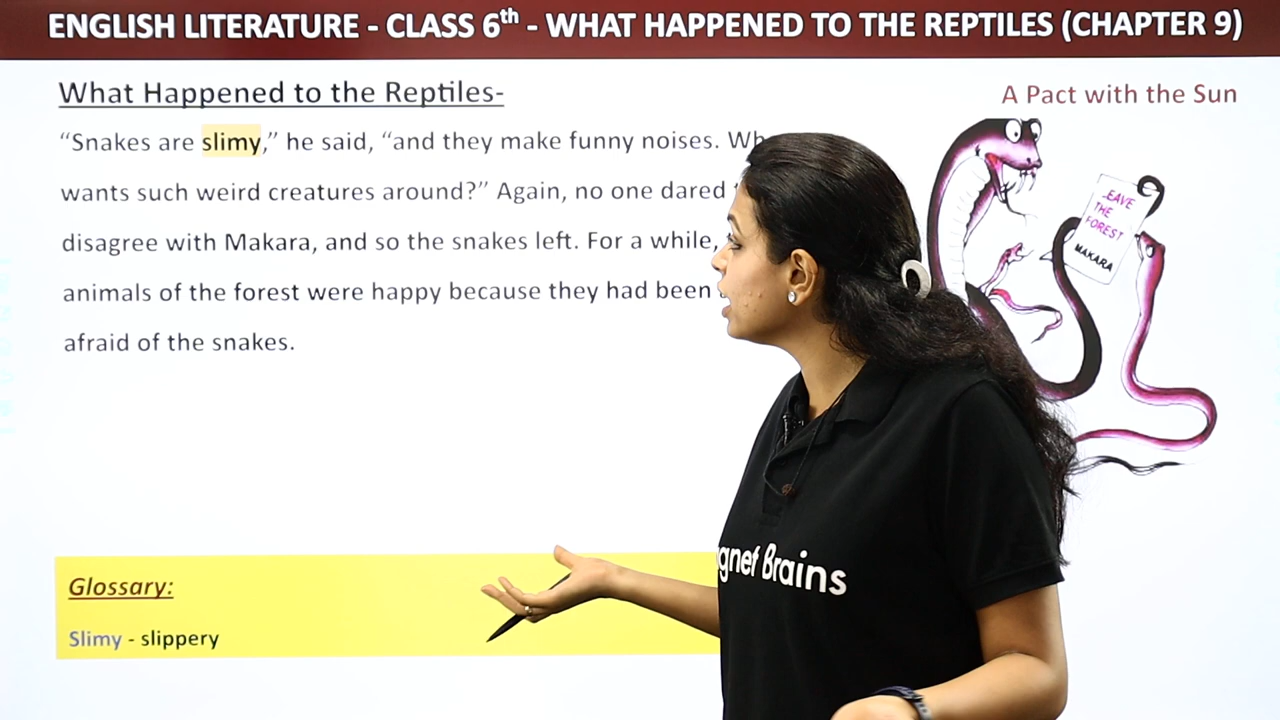 ENGLISH LITERATURE - CLASS 6th - WHAT HAPPENED TO THE REPTILES (CHAPTER 9)
What Happened to the Reptiles-
A Pact with the Sun
“Snakes are slimy,” he said, “and they make funny noises.
wants such weird creatures around?” Again, no one dared
disagree with Makara, and so the snakes left. For a while,
animals of the forest were happy because they had been
afraid of the snakes.
LEAVE
THE
FOREST
MAKARA
gnet Brains
Glossary:
Slimy - slippery